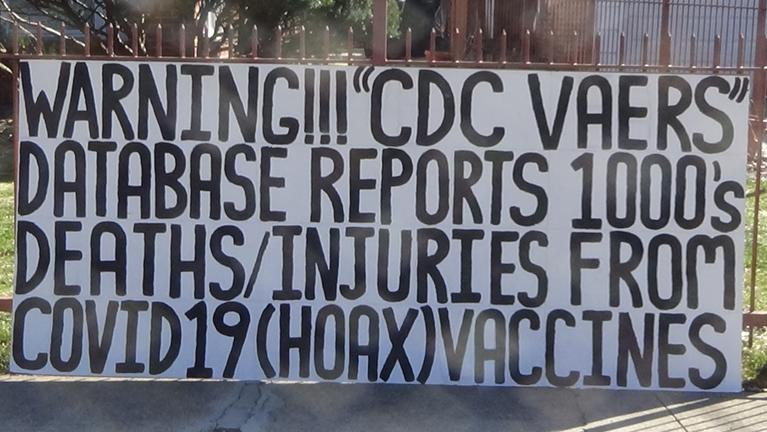 WARNING!!! "CDC VAERS"
DATABASE REPORTS 1000's
DEATHS/INJURIES FROM
COVID19(HOAX)VACCINES